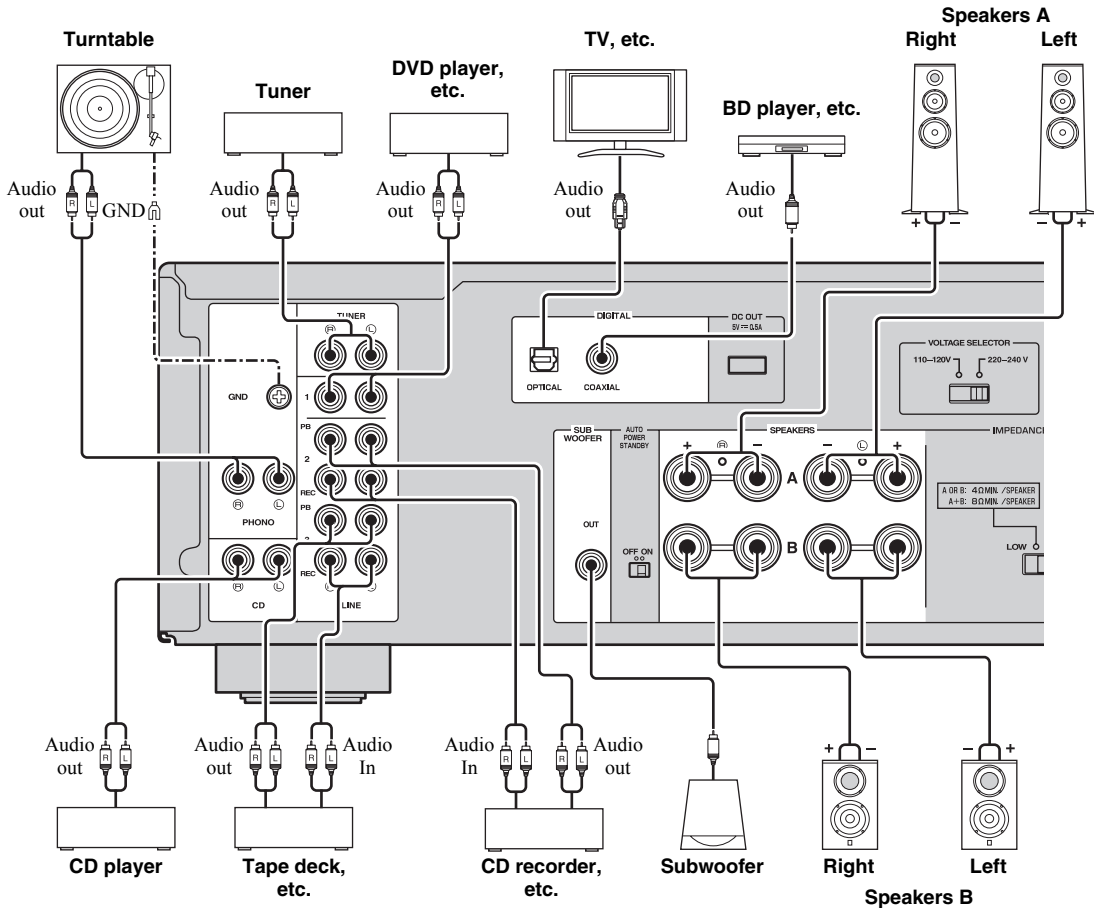 Speakers A
Turntable
TV, etc.
Right
Left
DVD player,
etc.
Tuner
BD player, etc.
Audio
out
R
L
GND
Audio
out
R
L
Audio
out
R
L
Audio
out
Audio
out
+
−
−
+
TUNER
R
L
DIGITAL
DC OUT
5V 0.5A
VOLTAGE SELECTOR
110–120V
220–240 V
GND
1
OPTICAL
COAXIAL
PB
2
REC
SUB
WOOFER
AUTO
POWER
STANDBY
SPEAKERS
IMPEDANC
+
R
−
−
L
+
A
A OR B: 4Ω MIN. /SPEAKER
A+B: 8Ω MIN. /SPEAKER
R
L
PHONO
PB
REC
OUT
OFF ON
B
LOW
R
L
CD
LINE
Audio
out
R
L
Audio
out
R
L
R
L
Audio
In
Audio
In
R
L
R
L
Audio
out
+
−
−
+
CD player
Tape deck,
etc.
CD recorder,
etc.
Subwoofer
Right
Left
Speakers B